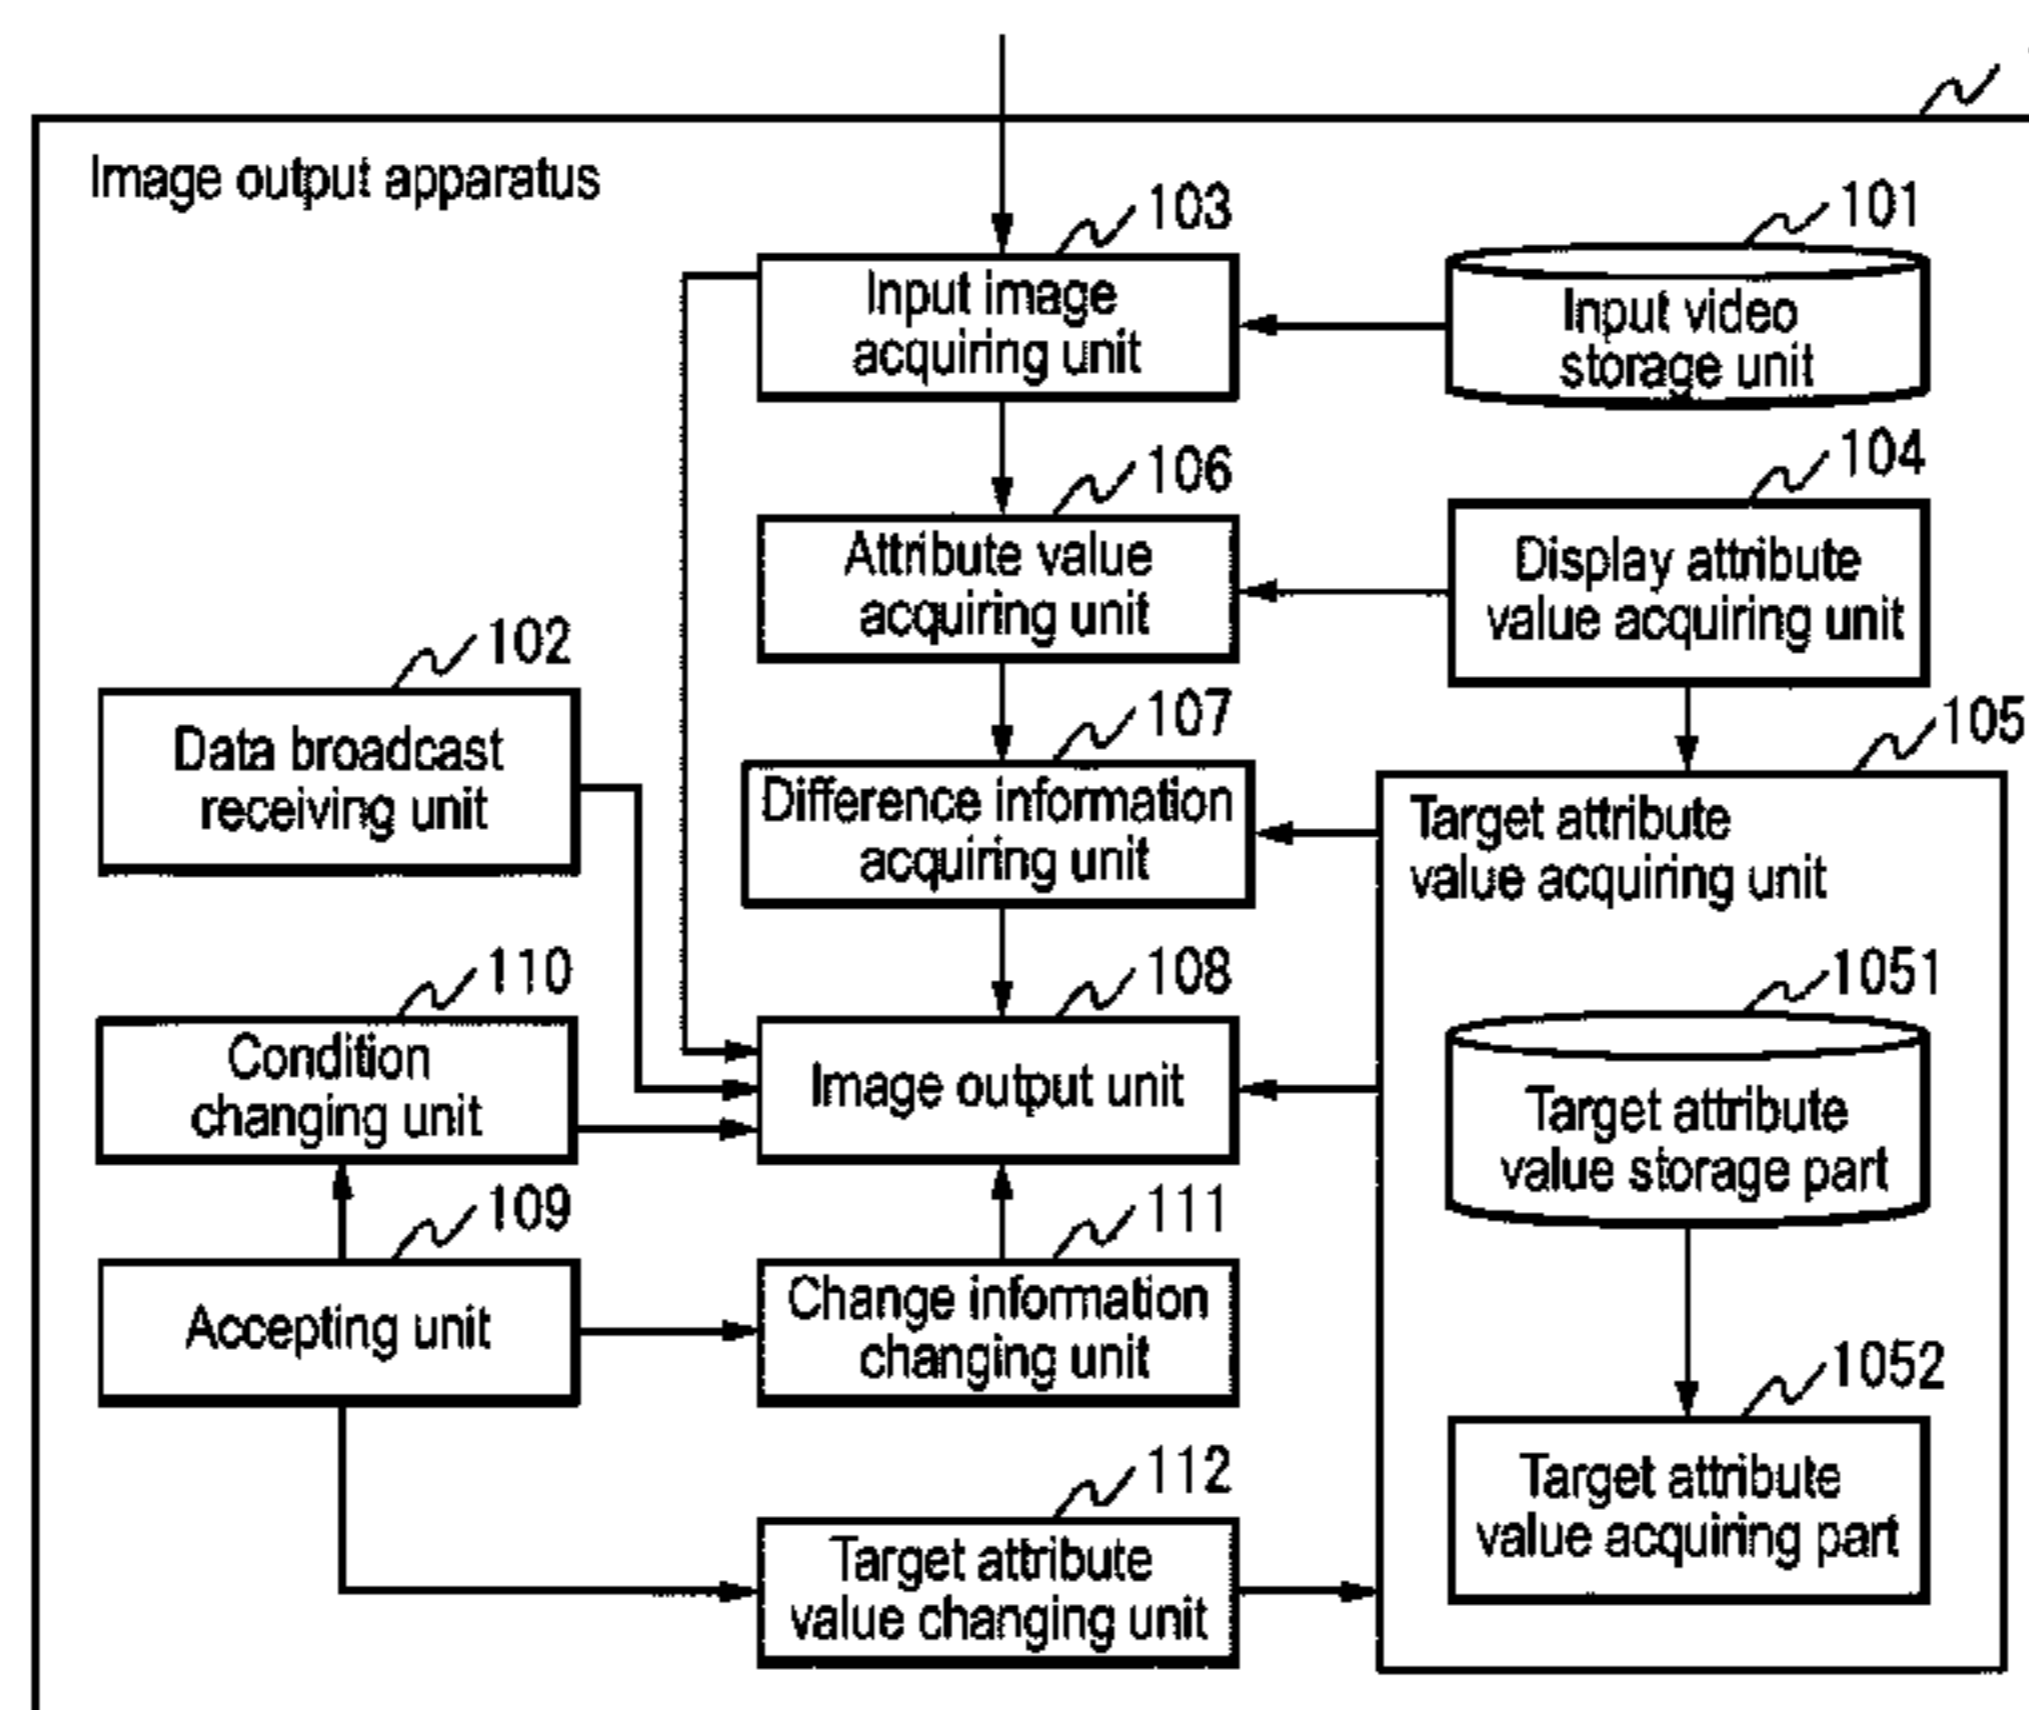 Image output apparatus
103
101
Input image
acquiring unit
Input video
storage unit
106
104
Attribute value
acquiring unit
Display attribute
value acquiring unit
102
107
105
Data broadcast
receiving unit
Difference information
acquiring unit
Target attribute
value acquiring unit
110
108
1051
Condition
changing unit
Image output unit
Target attribute
value storage part
109
111
Accepting unit
Change information
changing unit
1052
112
Target attribute
value acquiring part
Target attribute
value changing unit